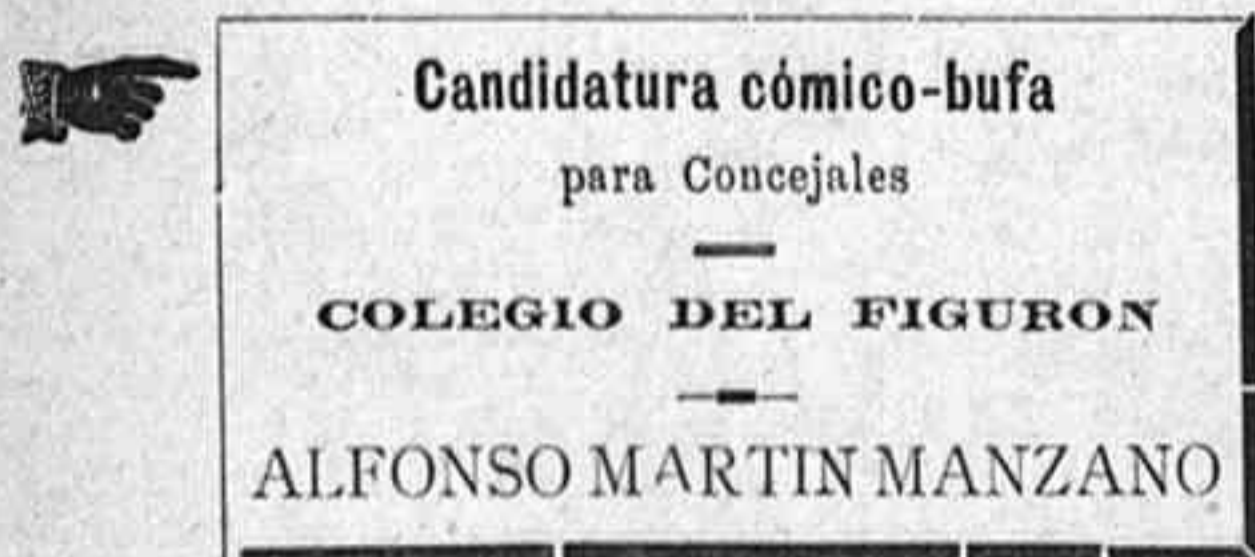 Candidatura cómico-bufa
para Concejales
COLEGIO DEL FIGURON
ALFONSO MARTIN MANZANO